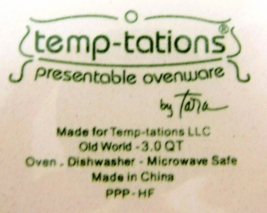 temp-tations®
presentable ovenware
by Tara
Made for Temp-tations LLC
Old World - 3.0 QT
Oven - Dishwasher - Microwave Safe
Made in China
PPP-HF